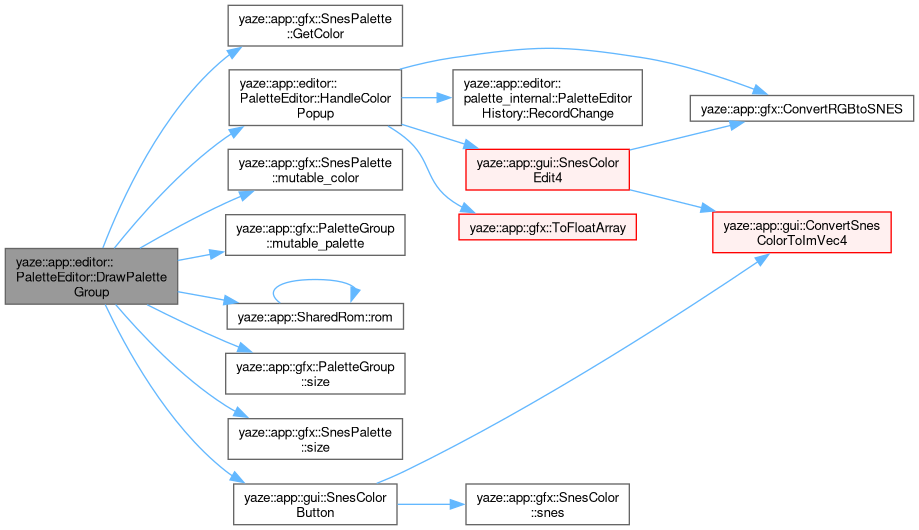 yaze::app::gfx::SnesPalette
::GetColor
yaze::app::editor::
PaletteEditor::HandleColor
Popup
yaze::app::editor::
palette_internal::PaletteEditor
History::RecordChange
yaze::app::gfx::ConvertRGBtoSNES
yaze::app::gfx::SnesPalette
::mutable_color
yaze::app::gui::SnesColor
Edit4
yaze::app::gfx::PaletteGroup
::mutable_palette
yaze::app::gfx::ToFloatArray
yaze::app::gui::ConvertSnes
ColorToImVec4
yaze::app::editor::
PaletteEditor::DrawPalette
Group
yaze::app::SharedRom::rom
yaze::app::gfx::PaletteGroup
::size
yaze::app::gfx::SnesPalette
::size
yaze::app::gui::SnesColor
Button
yaze::app::gfx::SnesColor
::snes